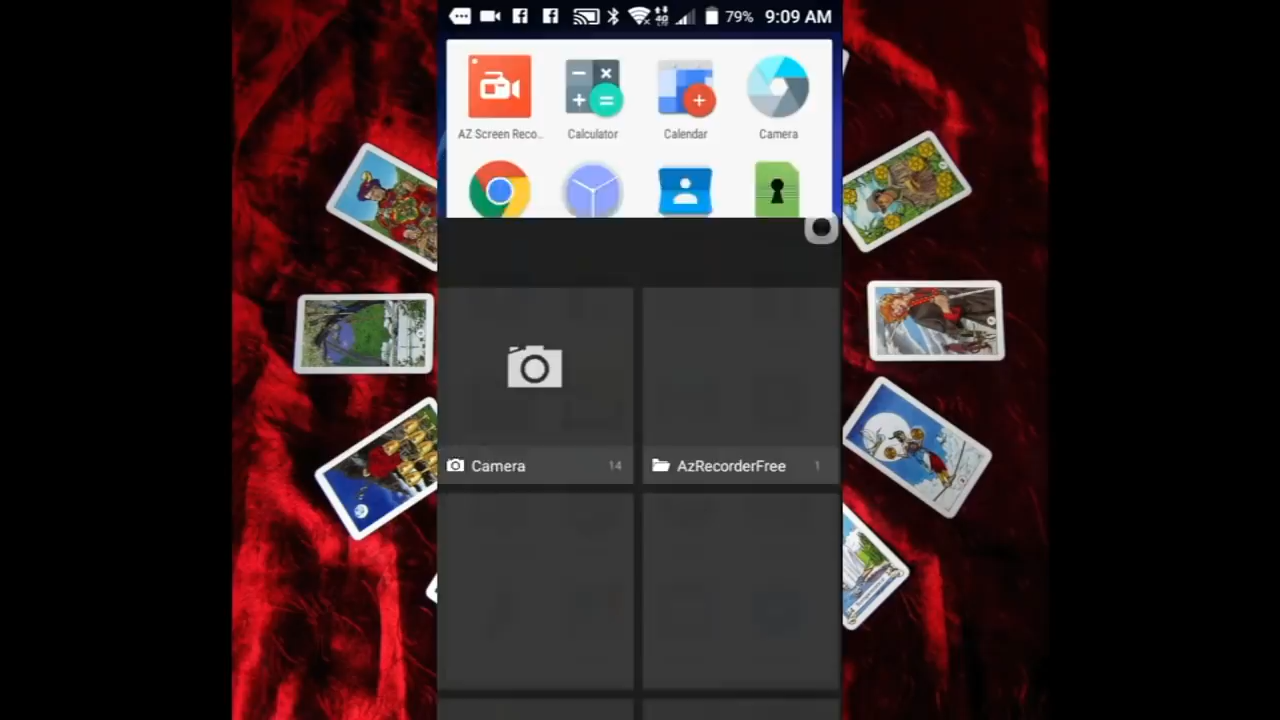 79% 9:09 AM
AZ Screen Reco..
Calculator
Calendar
Camera
Camera 14
AzRecorderFree 1